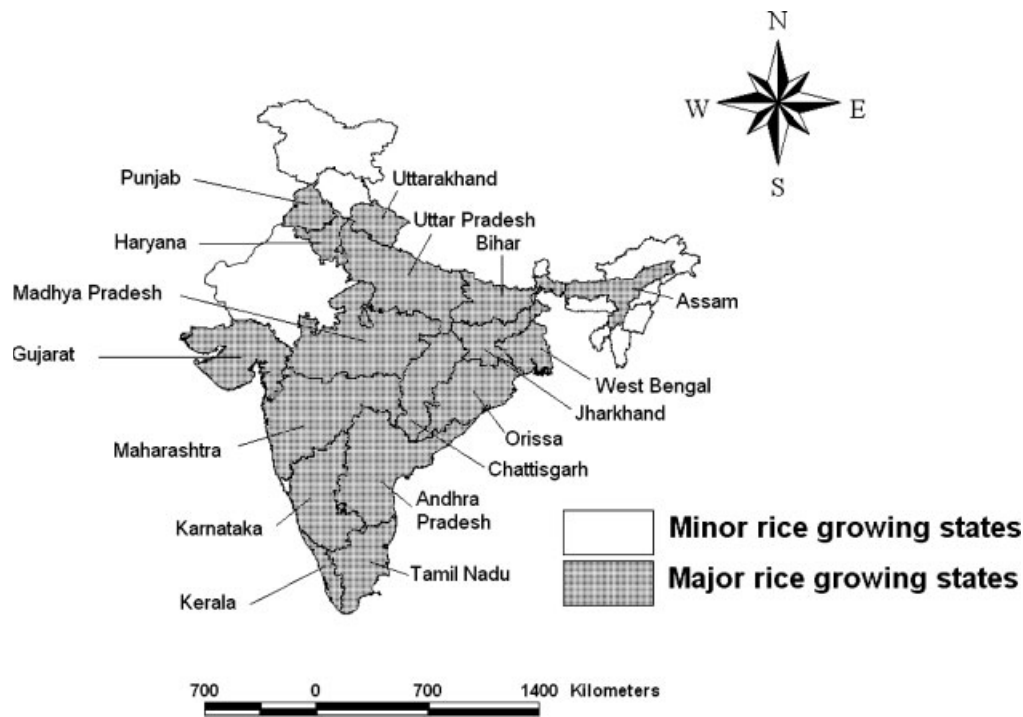 N
W
E
S
Punjab
Uttarakhand
Uttar Pradesh
Haryana
Bihar
Madhya Pradesh
Assam
Gujarat
West Bengal
Jharkhand
Orissa
Maharashtra
Chattisgarh
Andhra
Pradesh
Karnataka
Tamil Nadu
Kerala
Minor rice growing states
Major rice growing states
700 0 700 1400 Kilometers